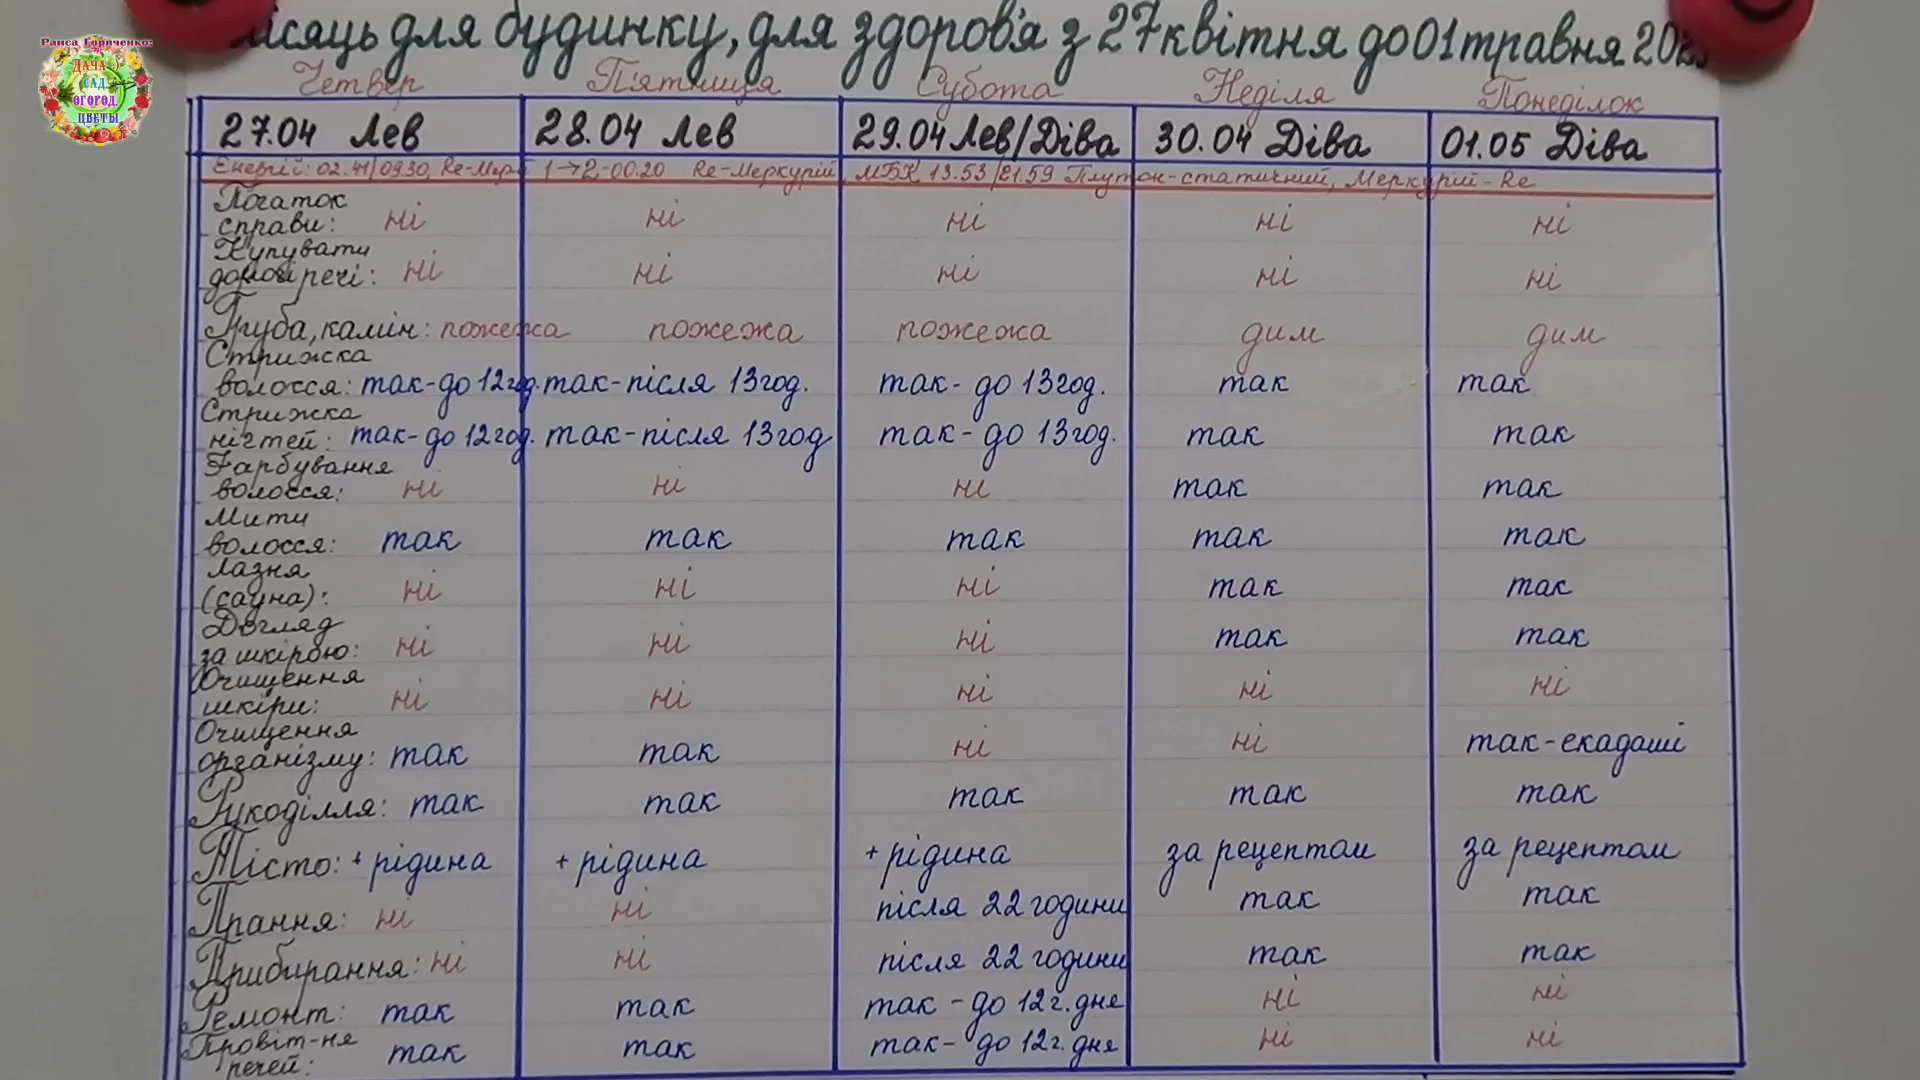 Раиса Горяченко:
ДАЧА :)
САД.
ОГОРОД.
ЦВЕТЫ
для будинку, для здоров'я з 27 квітня до 01 травня
Четвер П'ятниця Субота Неділя Понеділок
27.04 Лев 28.04 Лев 29.04 Лев/Діва 30.04 Діва 01.05 Діва
Енергій: 02.41/09.30, Re-Мерк 1→2-00.20 Re-Меркурій МБК 13.53/21.59 Плутон-статичний, Меркурій-Re
Початок
справи: ні ні ні ні ні
Купувати
дорогі речі: ні ні ні ні ні
Груба, камін: пожежа пожежа пожежа дим дим
Стрижка
волосся: так-до 12год. так-після 13год. так- до 13год. так так
Стрижка
нігтей: так-до 12год. так-після 13год так- до 13год. так так
Фарбування
волосся: ні ні ні так так
Мити
волосся: так так так так так
Лазня
(сауна): ні ні ні так так
Догляд
за шкірою: ні ні ні так так
Очищення
шкіри: ні ні ні ні ні
Очищення
організму: так так ні ні так-екадаші
Рукоділля: так так так так так
Тісто: + рідина + рідина + рідина за рецептом за рецептом
Прання: ні ні після 22 години так так
Прибирання: ні ні після 22 години так так
Ремонт: так так так - до 12г. дня ні ні
Провіт-ня
речей: так так так- до 12г. дня ні ні